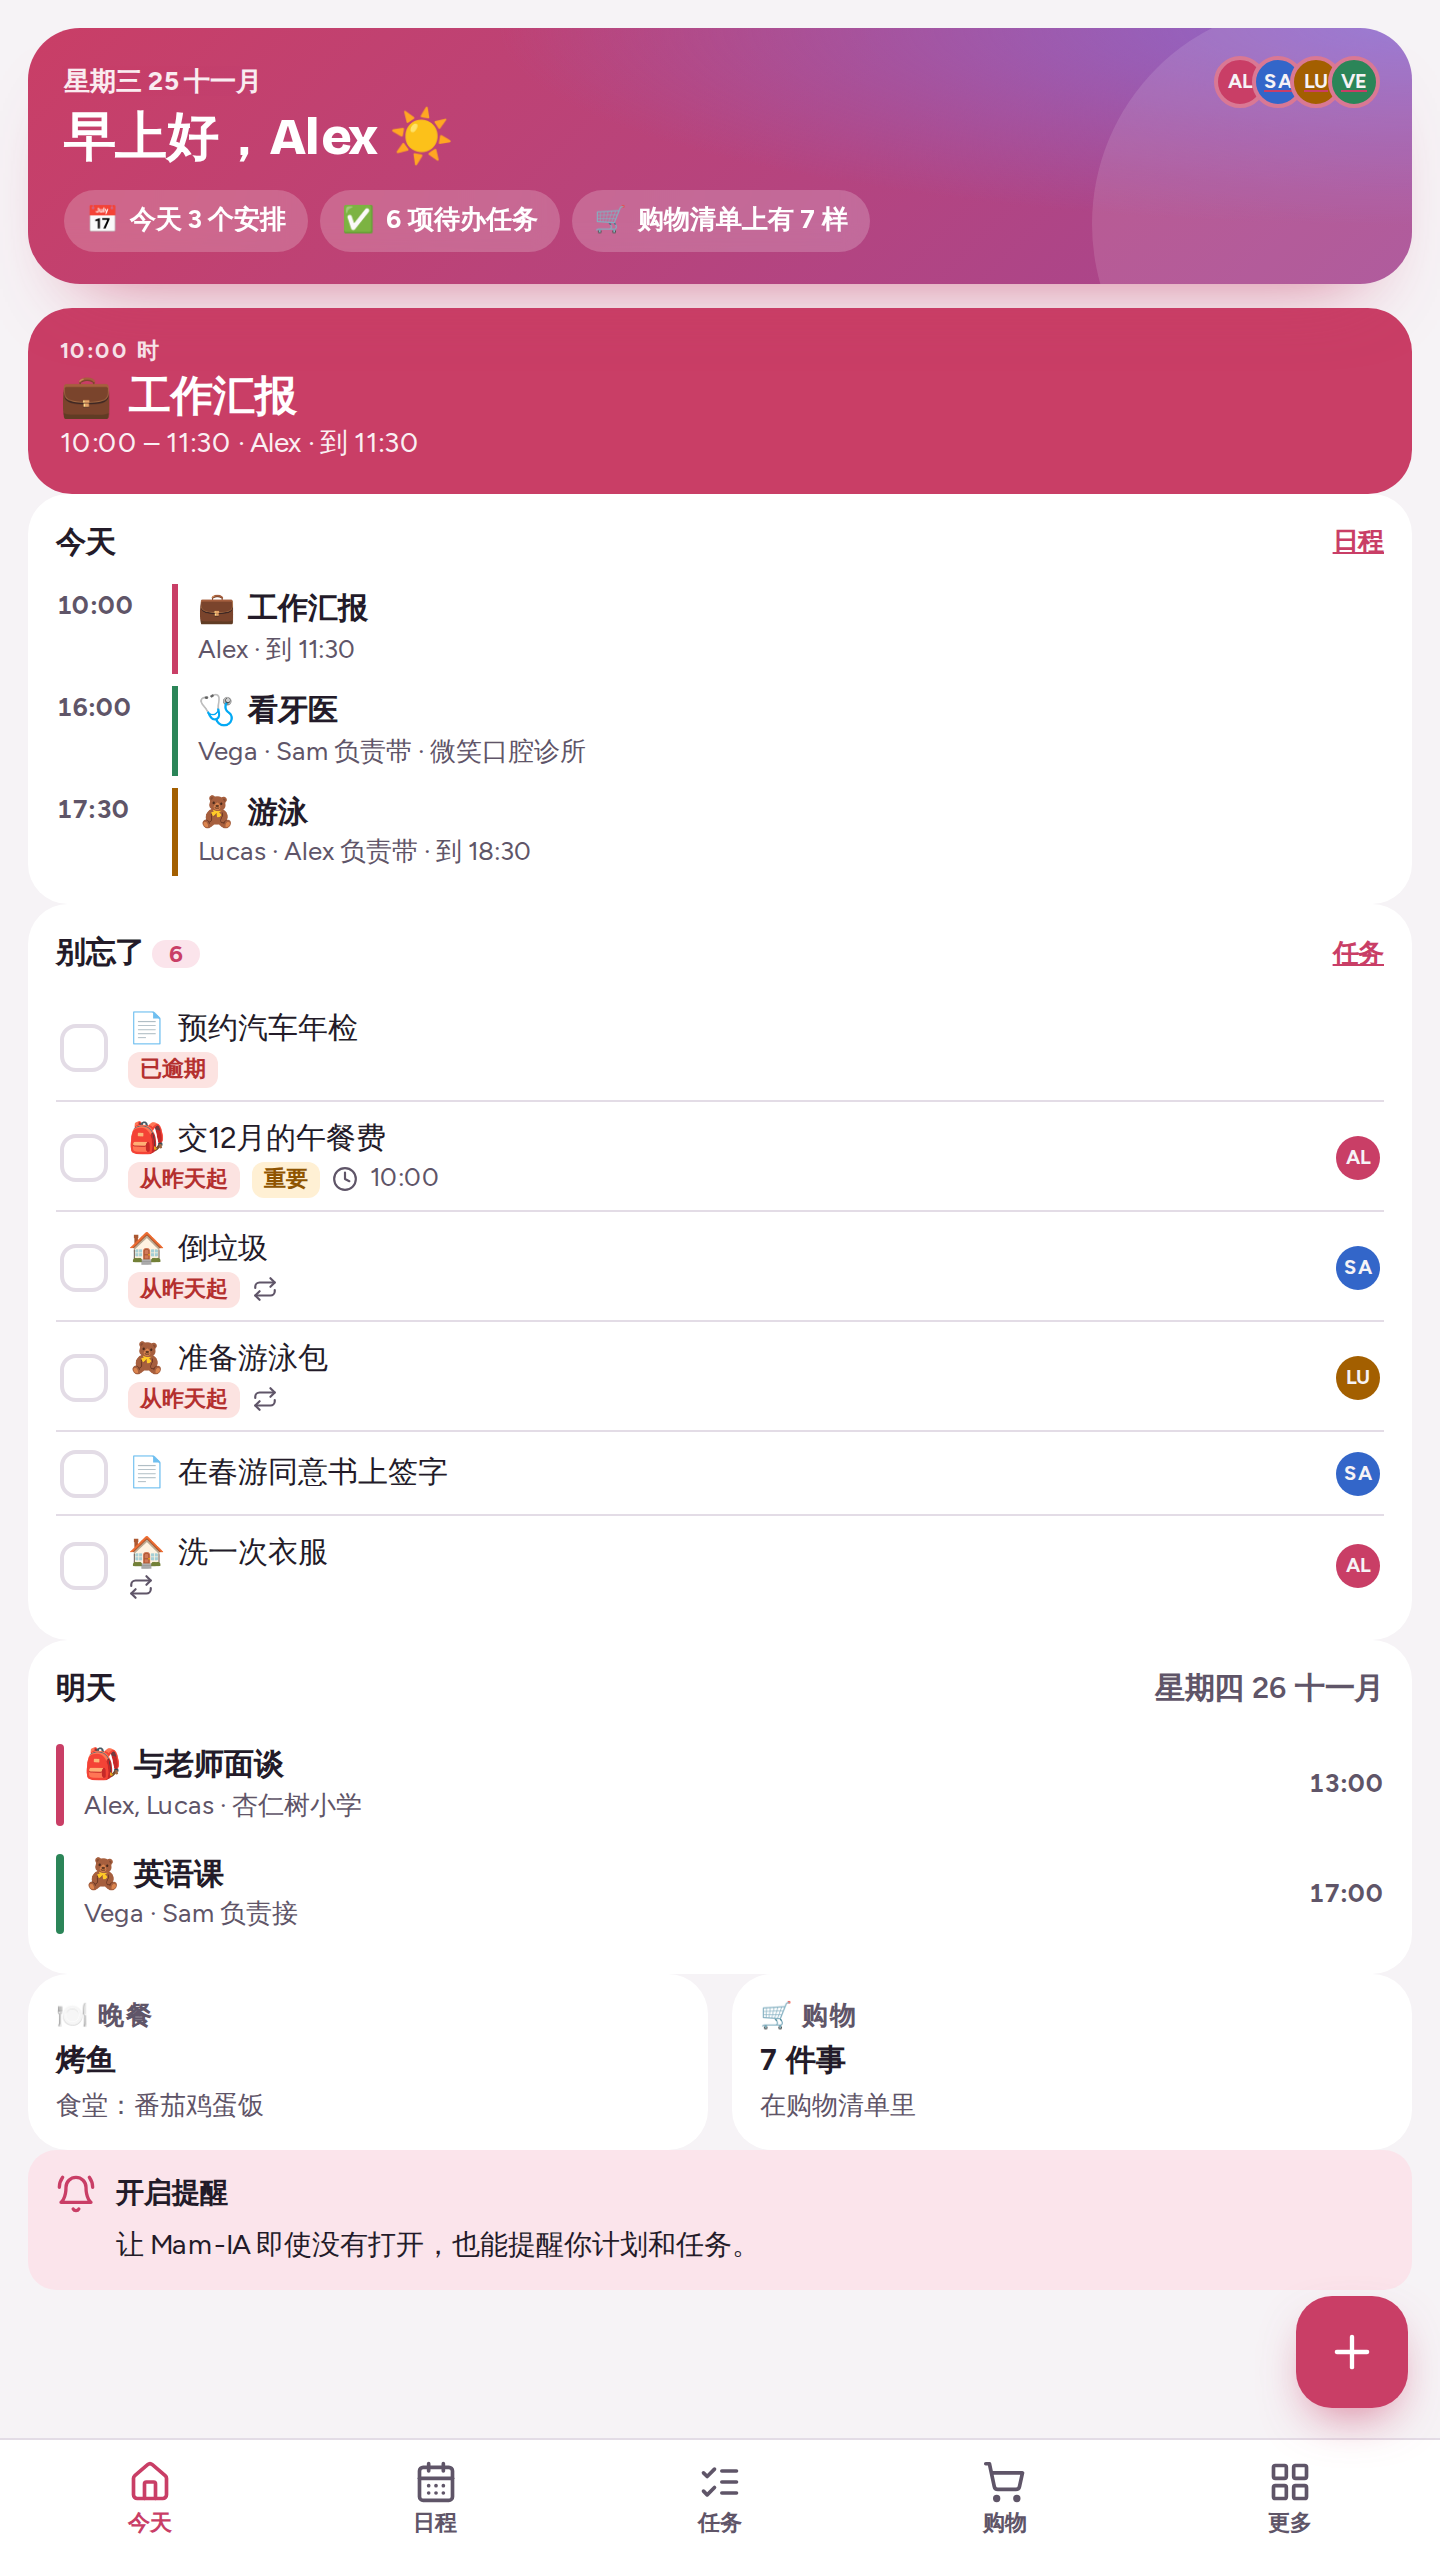 星期三 25 十一月
AL SA LU VE
早上好，Alex ☀️
📅 今天 3 个安排
✅ 6 项待办任务
🛒 购物清单上有 7 样
10:00 时
💼 工作汇报
10:00 – 11:30 · Alex · 到 11:30
今天
日程
10:00
💼 工作汇报
Alex · 到 11:30
16:00
🩺 看牙医
Vega · Sam 负责带 · 微笑口腔诊所
17:30
🧸 游泳
Lucas · Alex 负责带 · 到 18:30
别忘了 6
任务
📄 预约汽车年检
已逾期
🎒 交12月的午餐费
从昨天起 重要 10:00
AL
🏠 倒垃圾
从昨天起
SA
🧸 准备游泳包
从昨天起
LU
📄 在春游同意书上签字
SA
🏠 洗一次衣服
AL
明天
星期四 26 十一月
🎒 与老师面谈
Alex, Lucas · 杏仁树小学
13:00
🧸 英语课
Vega · Sam 负责接
17:00
🍽️ 晚餐
烤鱼
食堂：番茄鸡蛋饭
🛒 购物
7 件事
在购物清单里
开启提醒
让 Mam-IA 即使没有打开，也能提醒你计划和任务。
今天
日程
任务
购物
更多